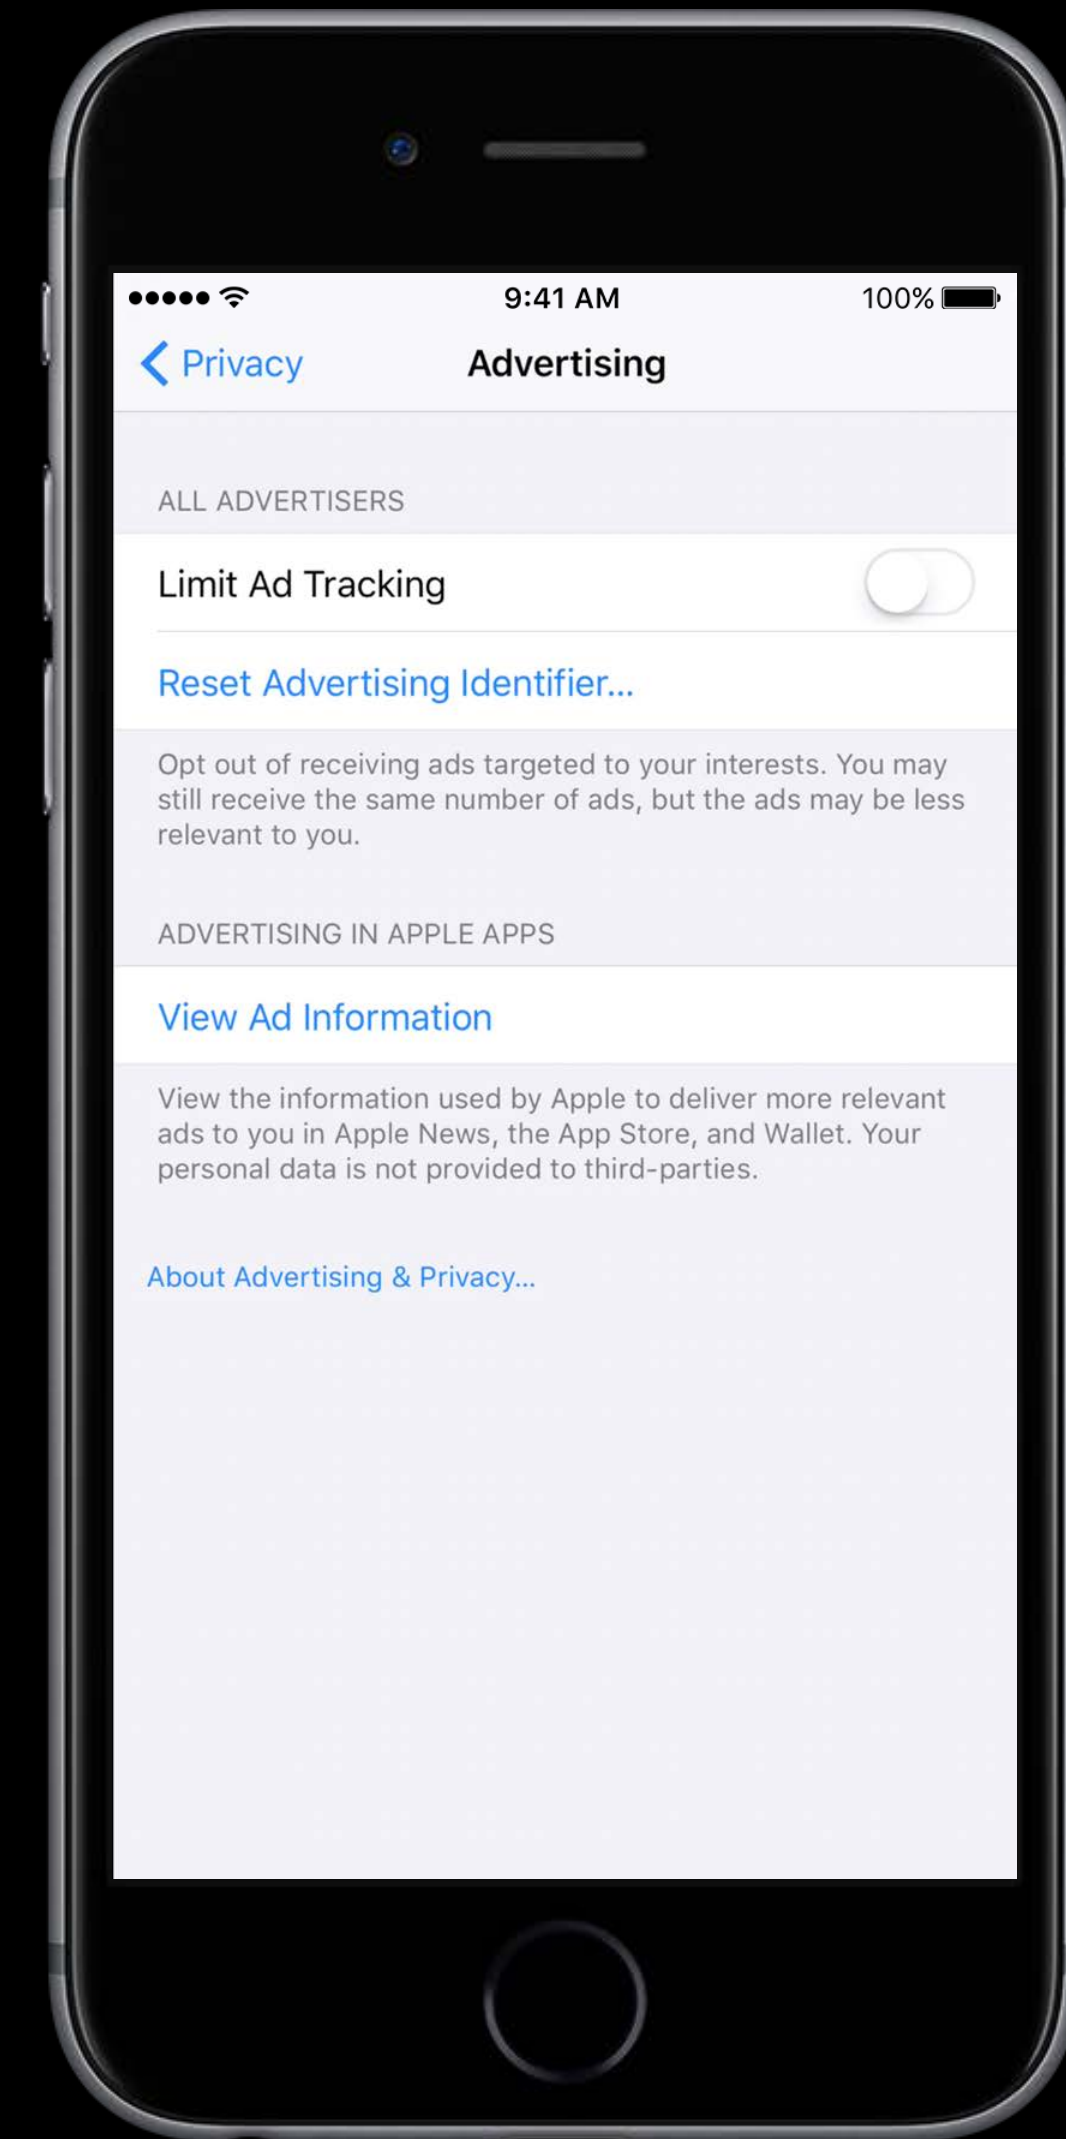 9:41 AM
100%
Privacy
Advertising
ALL ADVERTISERS
Limit Ad Tracking
Reset Advertising Identifier...
Opt out of receiving ads targeted to your interests. You may
still receive the same number of ads, but the ads may be less
relevant to you.
ADVERTISING IN APPLE APPS
View Ad Information
View the information used by Apple to deliver more relevant
ads to you in Apple News, the App Store, and Wallet. Your
personal data is not provided to third-parties.
About Advertising & Privacy...